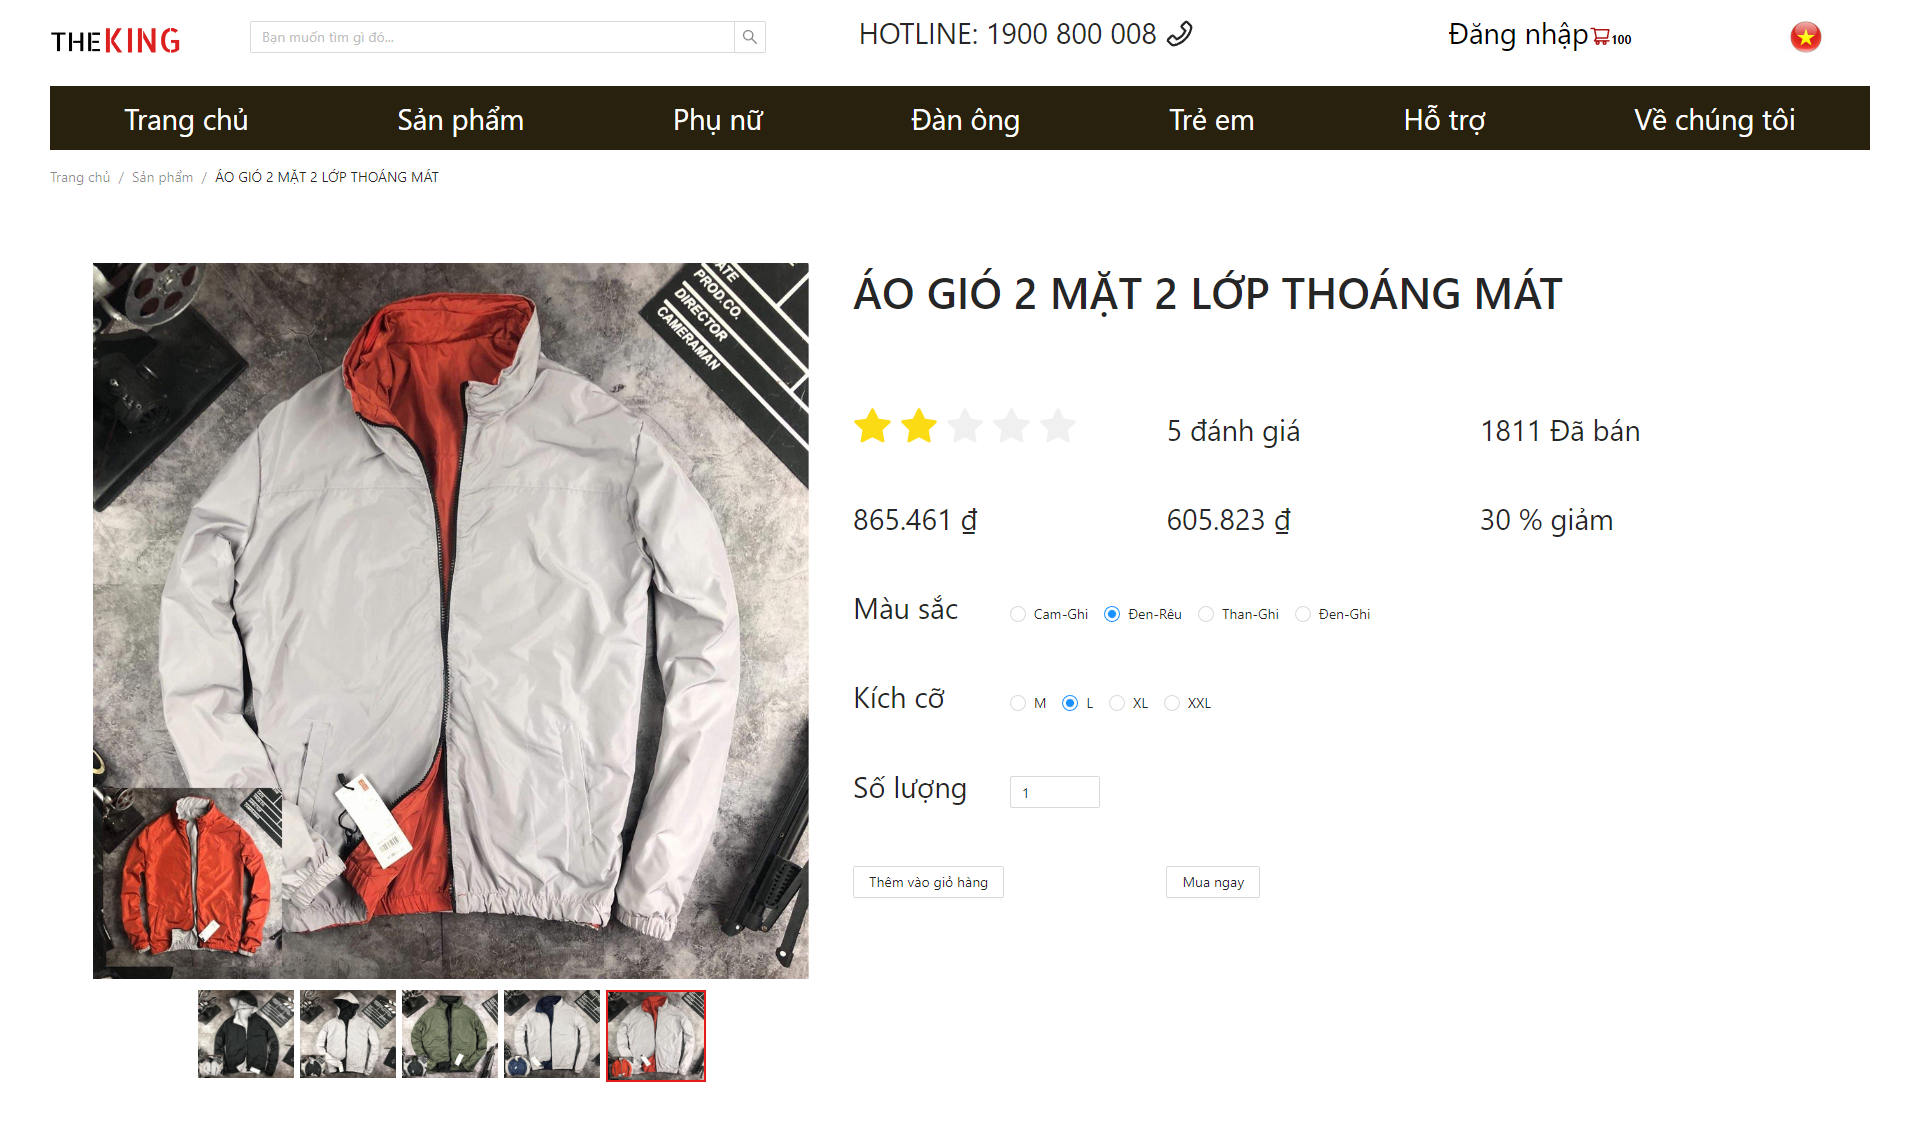 THEKING
Bạn muốn tìm gì đó...
HOTLINE: 1900 800 008
Đăng nhập 100
Trang chủ
Sản phẩm
Phụ nữ
Đàn ông
Trẻ em
Hỗ trợ
Về chúng tôi
Trang chủ / Sản phẩm / ÁO GIÓ 2 MẶT 2 LỚP THOÁNG MÁT
PROD.CO.
DIRECTOR
CAMERAMAN
ÁO GIÓ 2 MẶT 2 LỚP THOÁNG MÁT
5 đánh giá
1811 Đã bán
865.461 ₫
605.823 ₫
30 % giảm
Màu sắc
Cam-Ghi
Đen-Rêu
Than-Ghi
Đen-Ghi
Kích cỡ
M
L
XL
XXL
Số lượng
1
Thêm vào giỏ hàng
Mua ngay